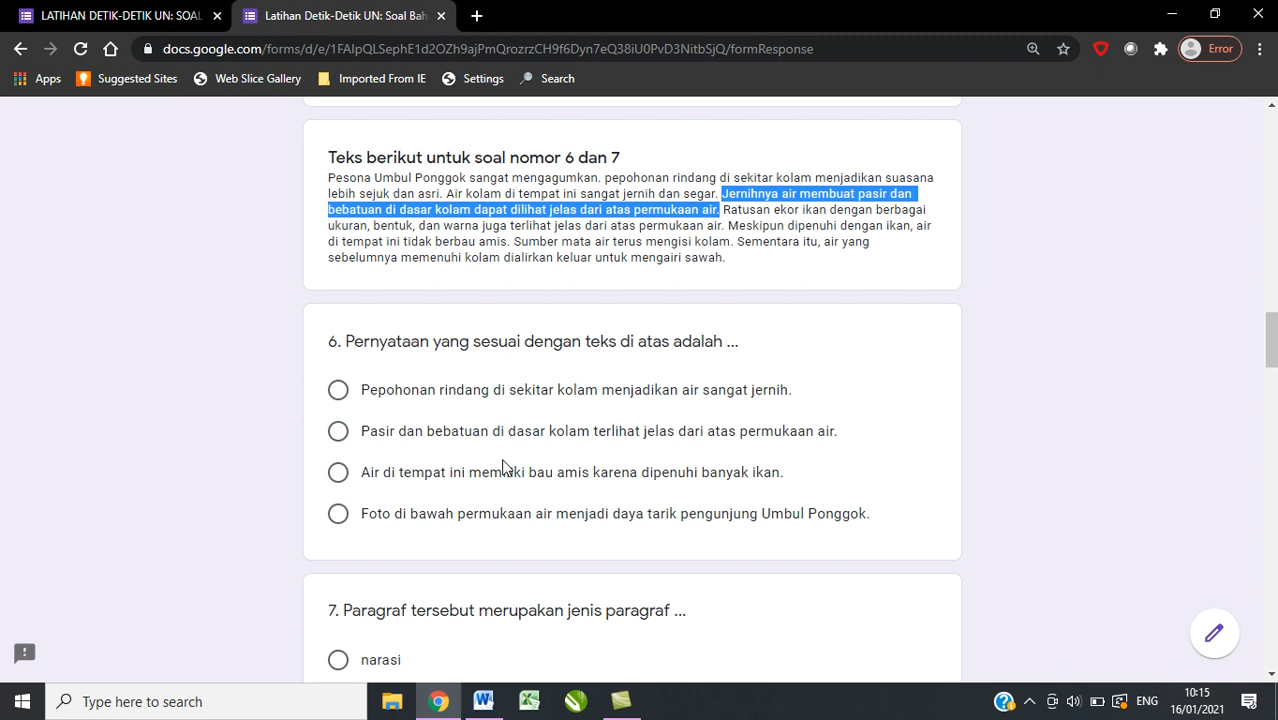 LATIHAN DETIK-DETIK UN: SOAL
Latihan Detik-Detik UN: Soal Bah
docs.google.com/forms/d/e/1FAIpQLSephE1d2OZh9ajPmQrozrzCH9f6Dyn7eQ38iU0PvD3NitbSjQ/formResponse
Error
Apps
Suggested Sites
Web Slice Gallery
Imported From IE
Settings
Search
Teks berikut untuk soal nomor 6 dan 7
Pesona Umbul Ponggok sangat mengagumkan. pepohonan rindang di sekitar kolam menjadikan suasana
lebih sejuk dan asri. Air kolam di tempat ini sangat jernih dan segar. Jernihnya air membuat pasir dan
bebatuan di dasar kolam dapat dilihat jelas dari atas permukaan air. Ratusan ekor ikan dengan berbagai
ukuran, bentuk, dan warna juga terlihat jelas dari atas permukaan air. Meskipun dipenuhi dengan ikan, air
di tempat ini tidak berbau amis. Sumber mata air terus mengisi kolam. Sementara itu, air yang
sebelumnya memenuhi kolam dialirkan keluar untuk mengairi sawah.
6. Pernyataan yang sesuai dengan teks di atas adalah ...
Pepohonan rindang di sekitar kolam menjadikan air sangat jernih.
Pasir dan bebatuan di dasar kolam terlihat jelas dari atas permukaan air.
Air di tempat ini memiliki bau amis karena dipenuhi banyak ikan.
Foto di bawah permukaan air menjadi daya tarik pengunjung Umbul Ponggok.
7. Paragraf tersebut merupakan jenis paragraf ...
narasi
Type here to search
ENG
10:15
16/01/2021